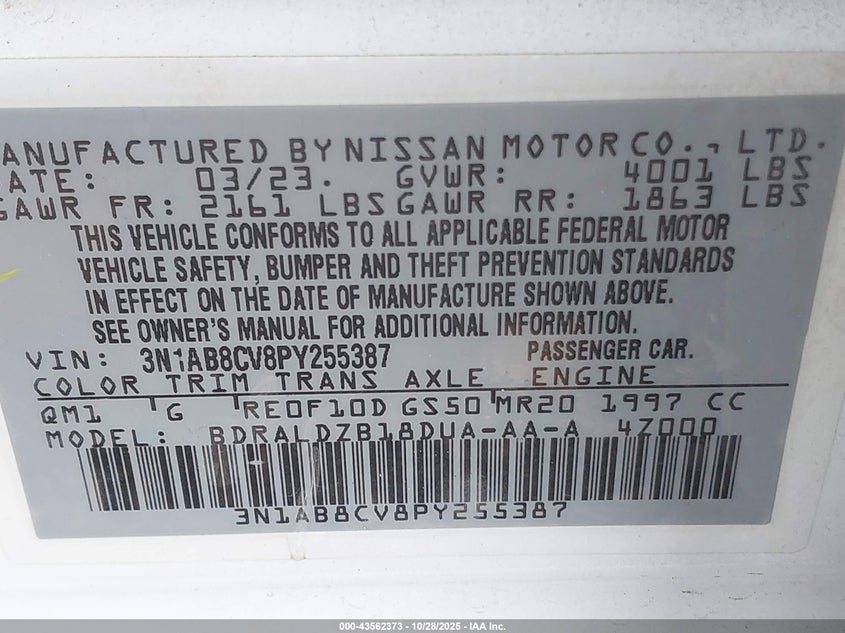 ANUFACTURED BY NISSAN MOTOR CO., LTD.
ATE: 03/23. GVWR: 4001 LBS
GAWR FR: 2161 LBS GAWR RR: 1863 LBS
THIS VEHICLE CONFORMS TO ALL APPLICABLE FEDERAL MOTOR
VEHICLE SAFETY, BUMPER AND THEFT PREVENTION STANDARDS
IN EFFECT ON THE DATE OF MANUFACTURE SHOWN ABOVE.
SEE OWNER'S MANUAL FOR ADDITIONAL INFORMATION.
VIN: 3N1AB8CV8PY255387 PASSENGER CAR.
COLOR TRIM TRANS AXLE ENGINE
QM1 G RE0F10D GS50 MR20 1997 CC
MODEL: BDRALDZB18DUA-AA-A 4Z000
3N1AB8CV8PY255387
000-43562373 - 10/28/2025 - IAA Inc.